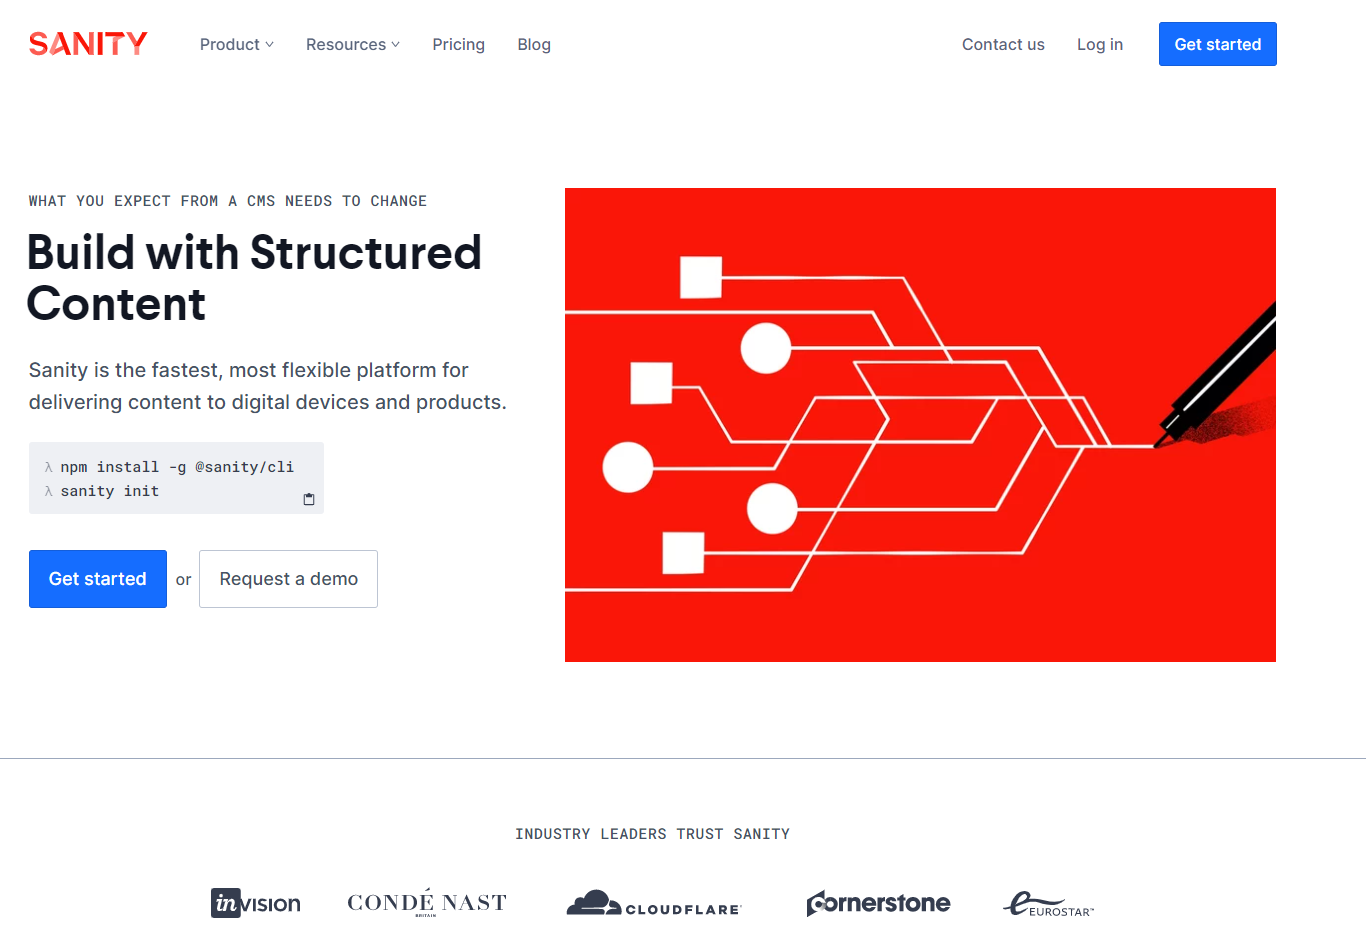 SANITY
Product
Resources
Pricing
Blog
Contact us
Log in
Get started
WHAT YOU EXPECT FROM A CMS NEEDS TO CHANGE
Build with Structured
Content
Sanity is the fastest, most flexible platform for
delivering content to digital devices and products.
λ npm install -g @sanity/cli
λ sanity init
Get started
or
Request a demo
INDUSTRY LEADERS TRUST SANITY
inVISION
CONDÉ NAST
BRITAIN
CLOUDFLARE
Cornerstone
EUROSTAR™